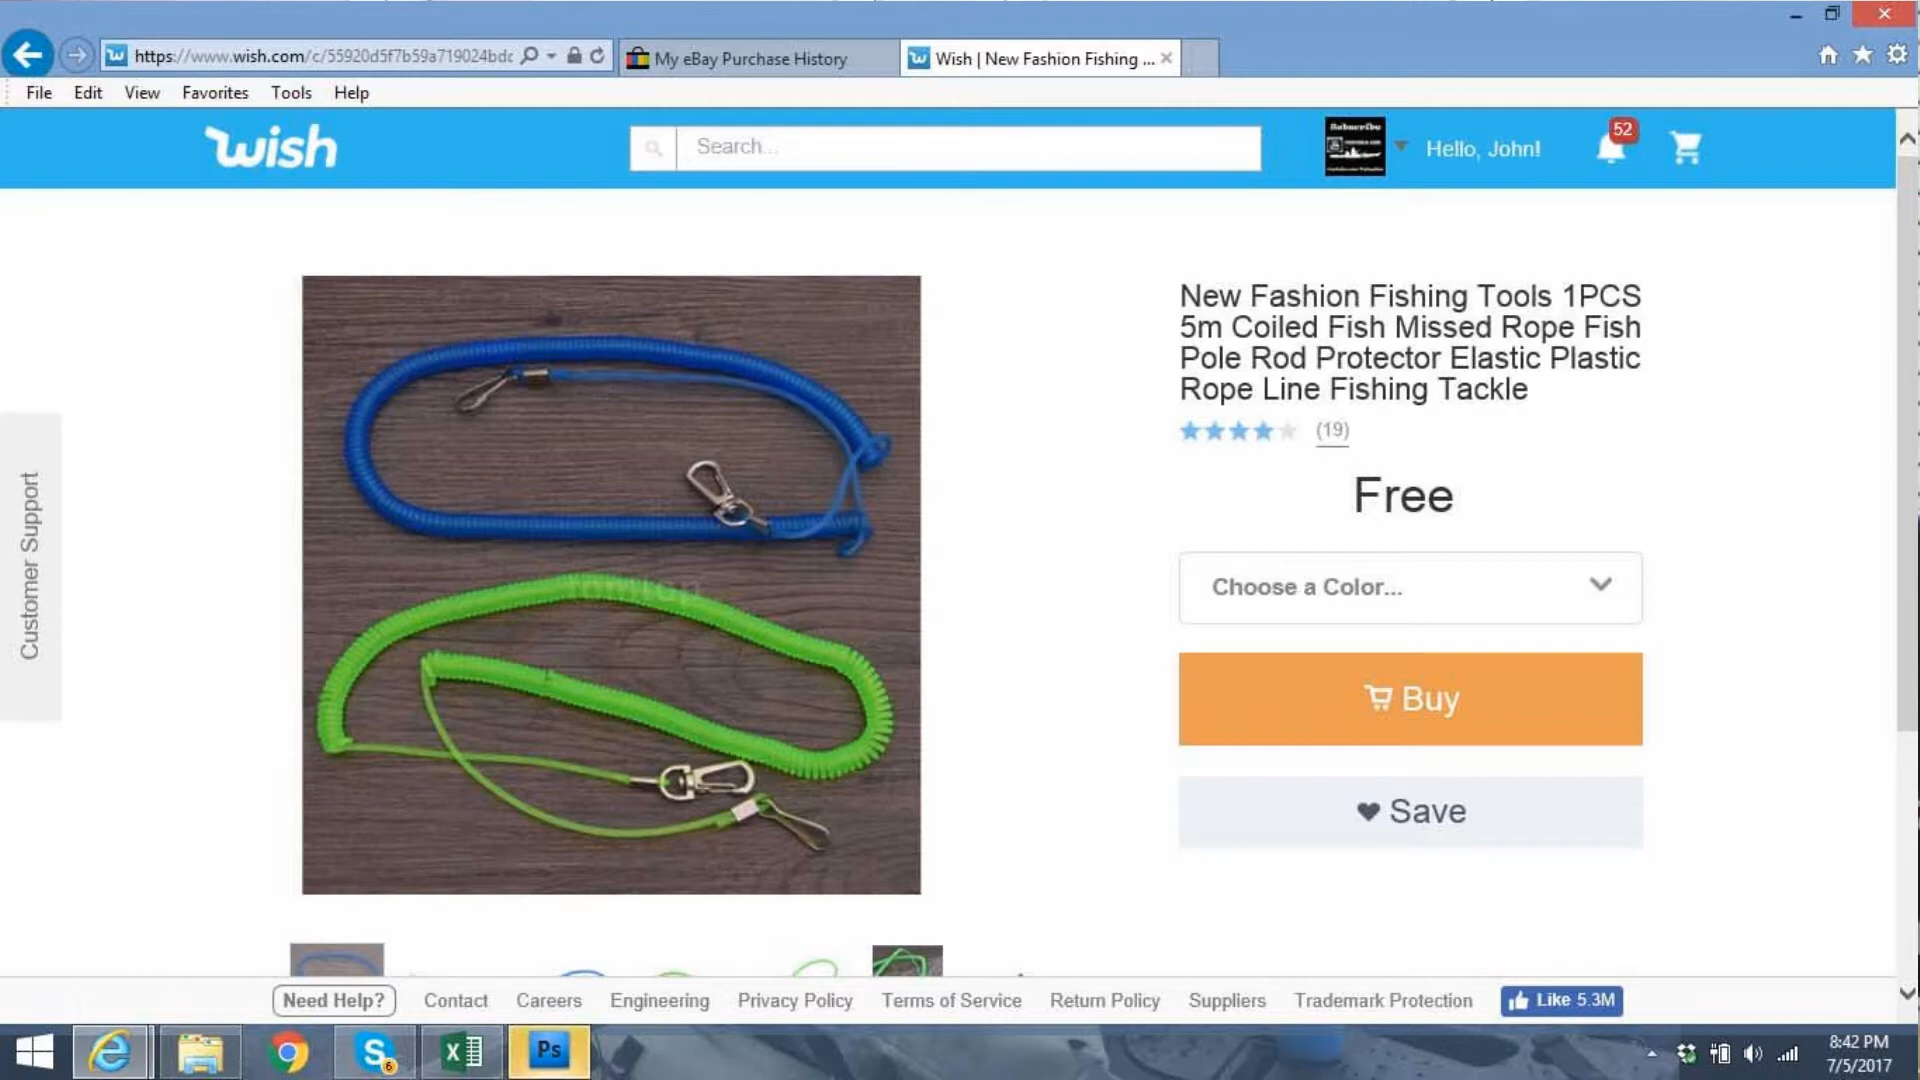 https://www.wish.com/c/55920d5f7b59a719024bdc
My eBay Purchase History
Wish | New Fashion Fishing ...
File Edit View Favorites Tools Help
wish
Search...
Subscribe
Hello, John!
52
New Fashion Fishing Tools 1PCS
5m Coiled Fish Missed Rope Fish
Pole Rod Protector Elastic Plastic
Rope Line Fishing Tackle
(19)
Free
Choose a Color...
Buy
Save
Customer Support
Need Help? Contact Careers Engineering Privacy Policy Terms of Service Return Policy Suppliers Trademark Protection Like 5.3M
S 6
X
Ps
8:42 PM
7/5/2017